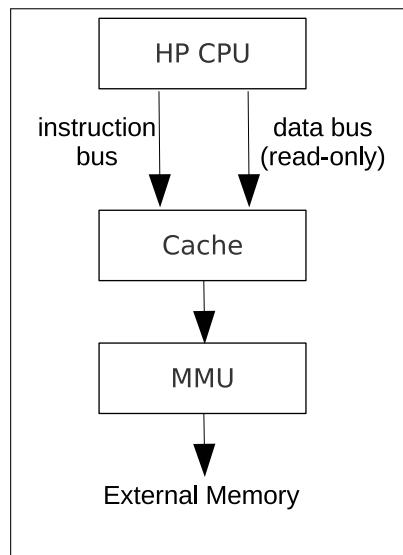 HP CPU
instruction
bus
data bus
(read-only)
Cache
MMU
External Memory